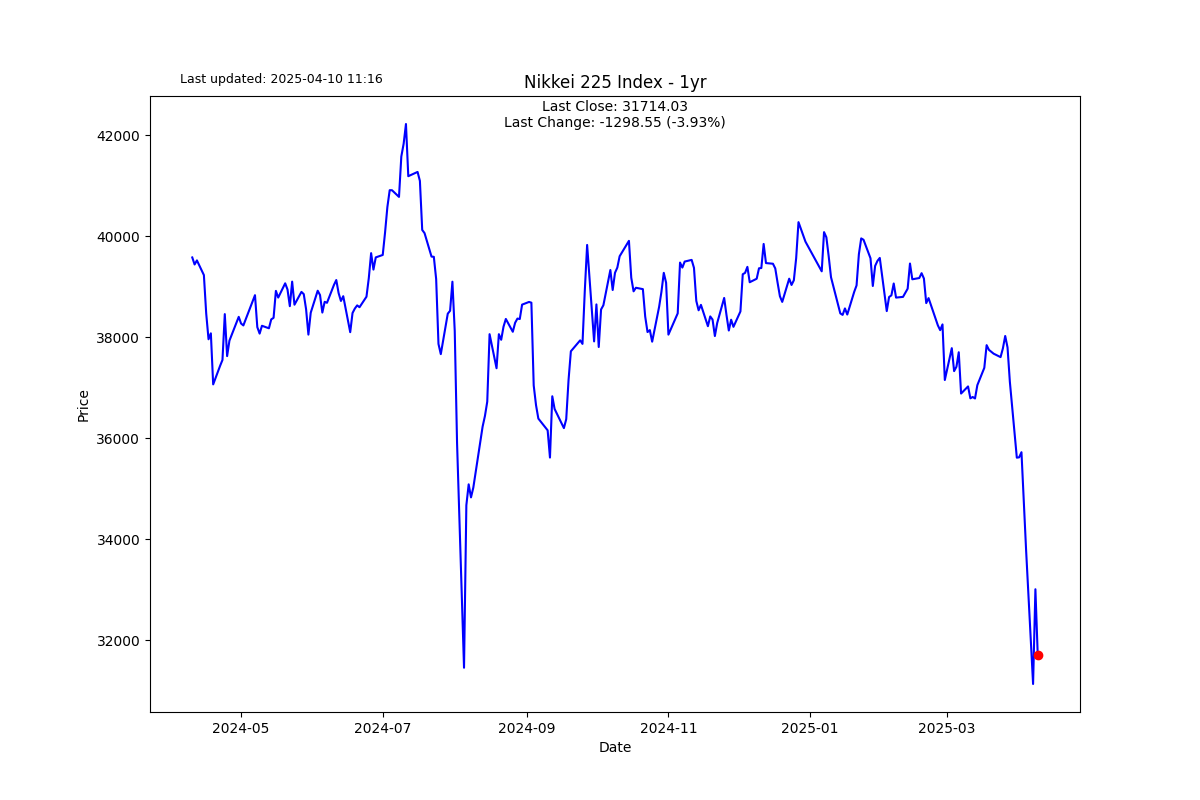 Last updated: 2025-04-10 11:16
Nikkei 225 Index - 1yr
Last Close: 31714.03
Last Change: -1298.55 (-3.93%)
42000
40000
38000
36000
34000
32000
Price
2024-05
2024-07
2024-09
2024-11
2025-01
2025-03
Date